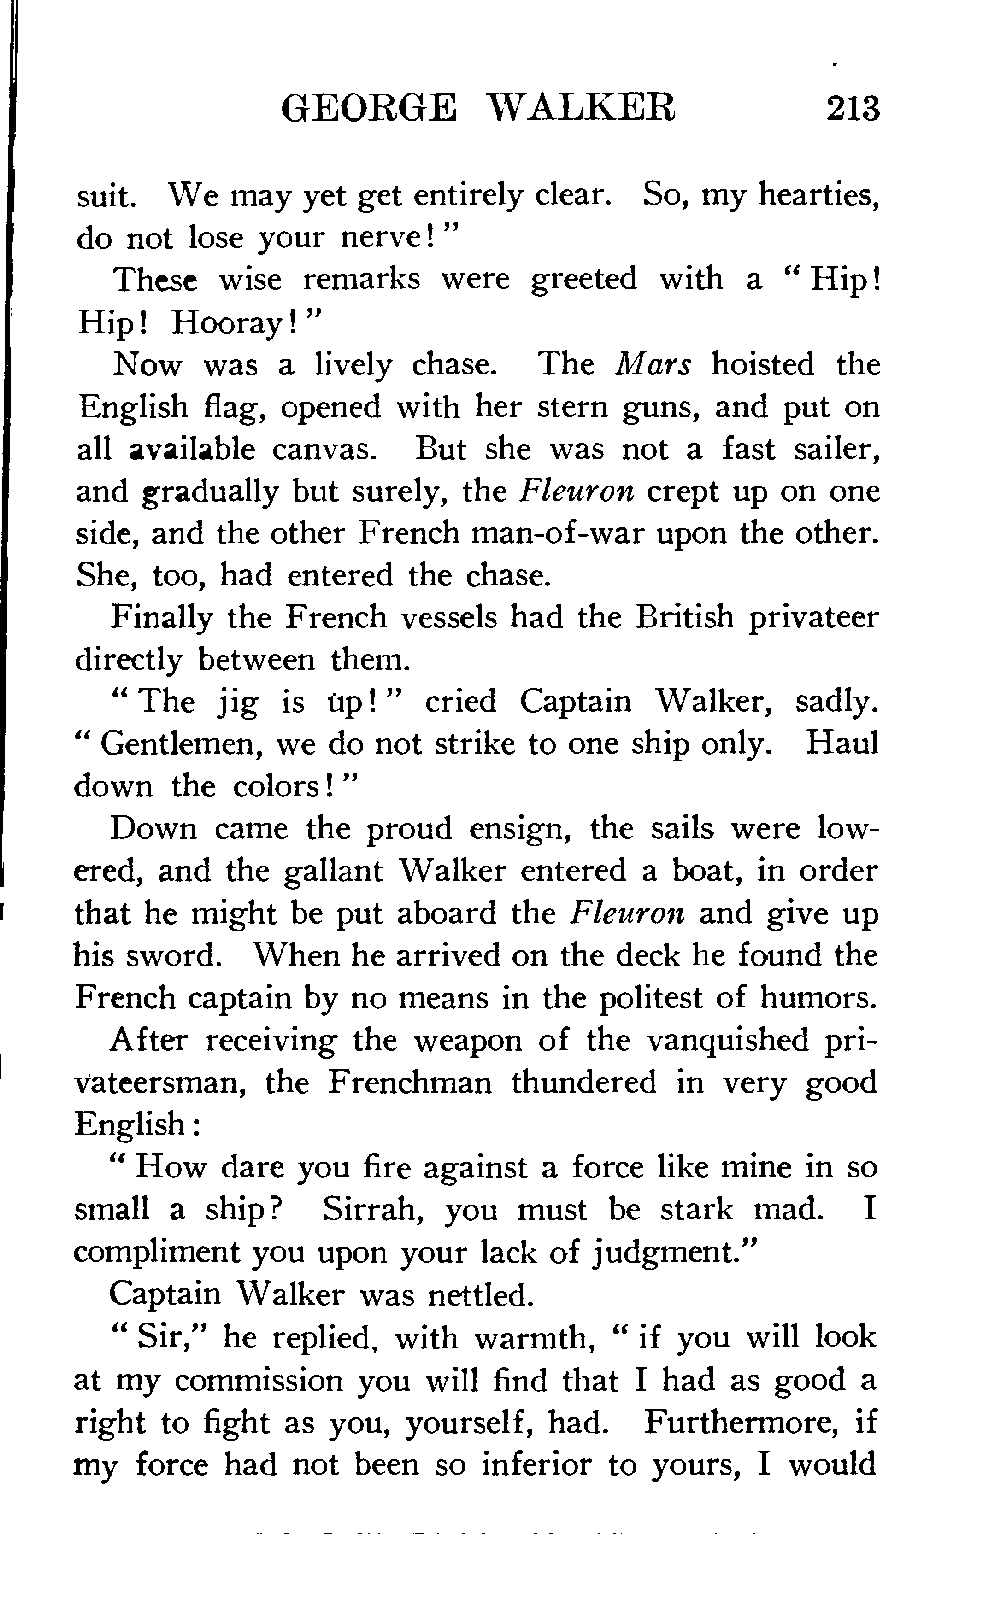 GEORGE WALKER 213
suit. We may yet get entirely clear. So, my hearties,
do not lose your nerve!"
These wise remarks were greeted with a "Hip!
Hip! Hooray!"
Now was a lively chase. The Mars hoisted the
English flag, opened with her stern guns, and put on
all available canvas. But she was not a fast sailer,
and gradually but surely, the Fleuron crept up on one
side, and the other French man-of-war upon the other.
She, too, had entered the chase.
Finally the French vessels had the British privateer
directly between them.
"The jig is up!" cried Captain Walker, sadly.
"Gentlemen, we do not strike to one ship only. Haul
down the colors!"
Down came the proud ensign, the sails were low-
ered, and the gallant Walker entered a boat, in order
that he might be put aboard the Fleuron and give up
his sword. When he arrived on the deck he found the
French captain by no means in the politest of humors.
After receiving the weapon of the vanquished pri-
vateersman, the Frenchman thundered in very good
English:
"How dare you fire against a force like mine in so
small a ship? Sirrah, you must be stark mad. I
compliment you upon your lack of judgment."
Captain Walker was nettled.
"Sir," he replied, with warmth, "if you will look
at my commission you will find that I had as good a
right to fight as you, yourself, had. Furthermore, if
my force had not been so inferior to yours, I would